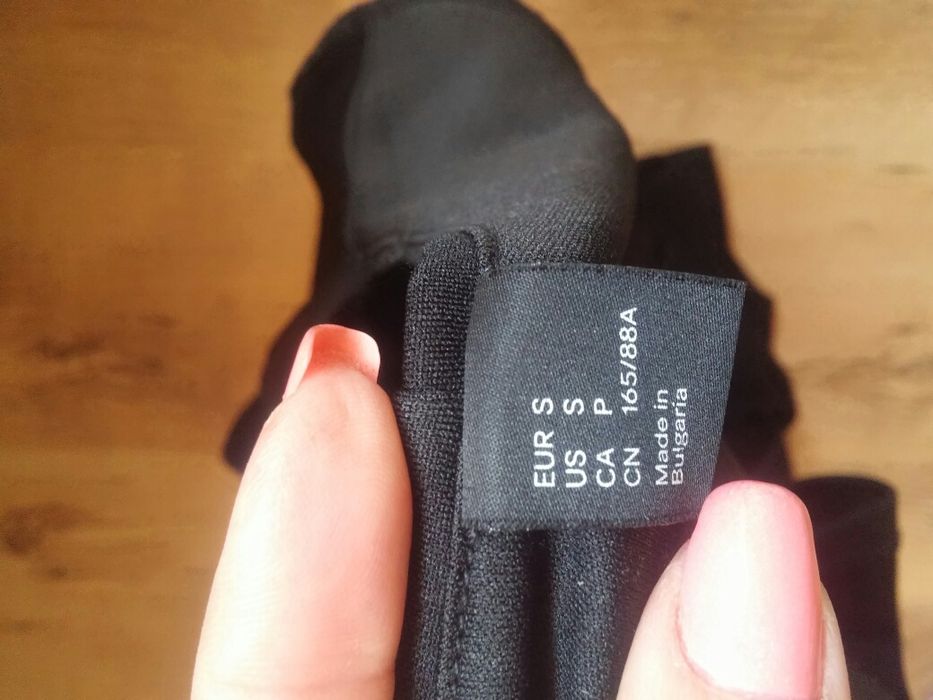 EUR S
US S
CA P
CN 165/88A
Made in
Bulgaria